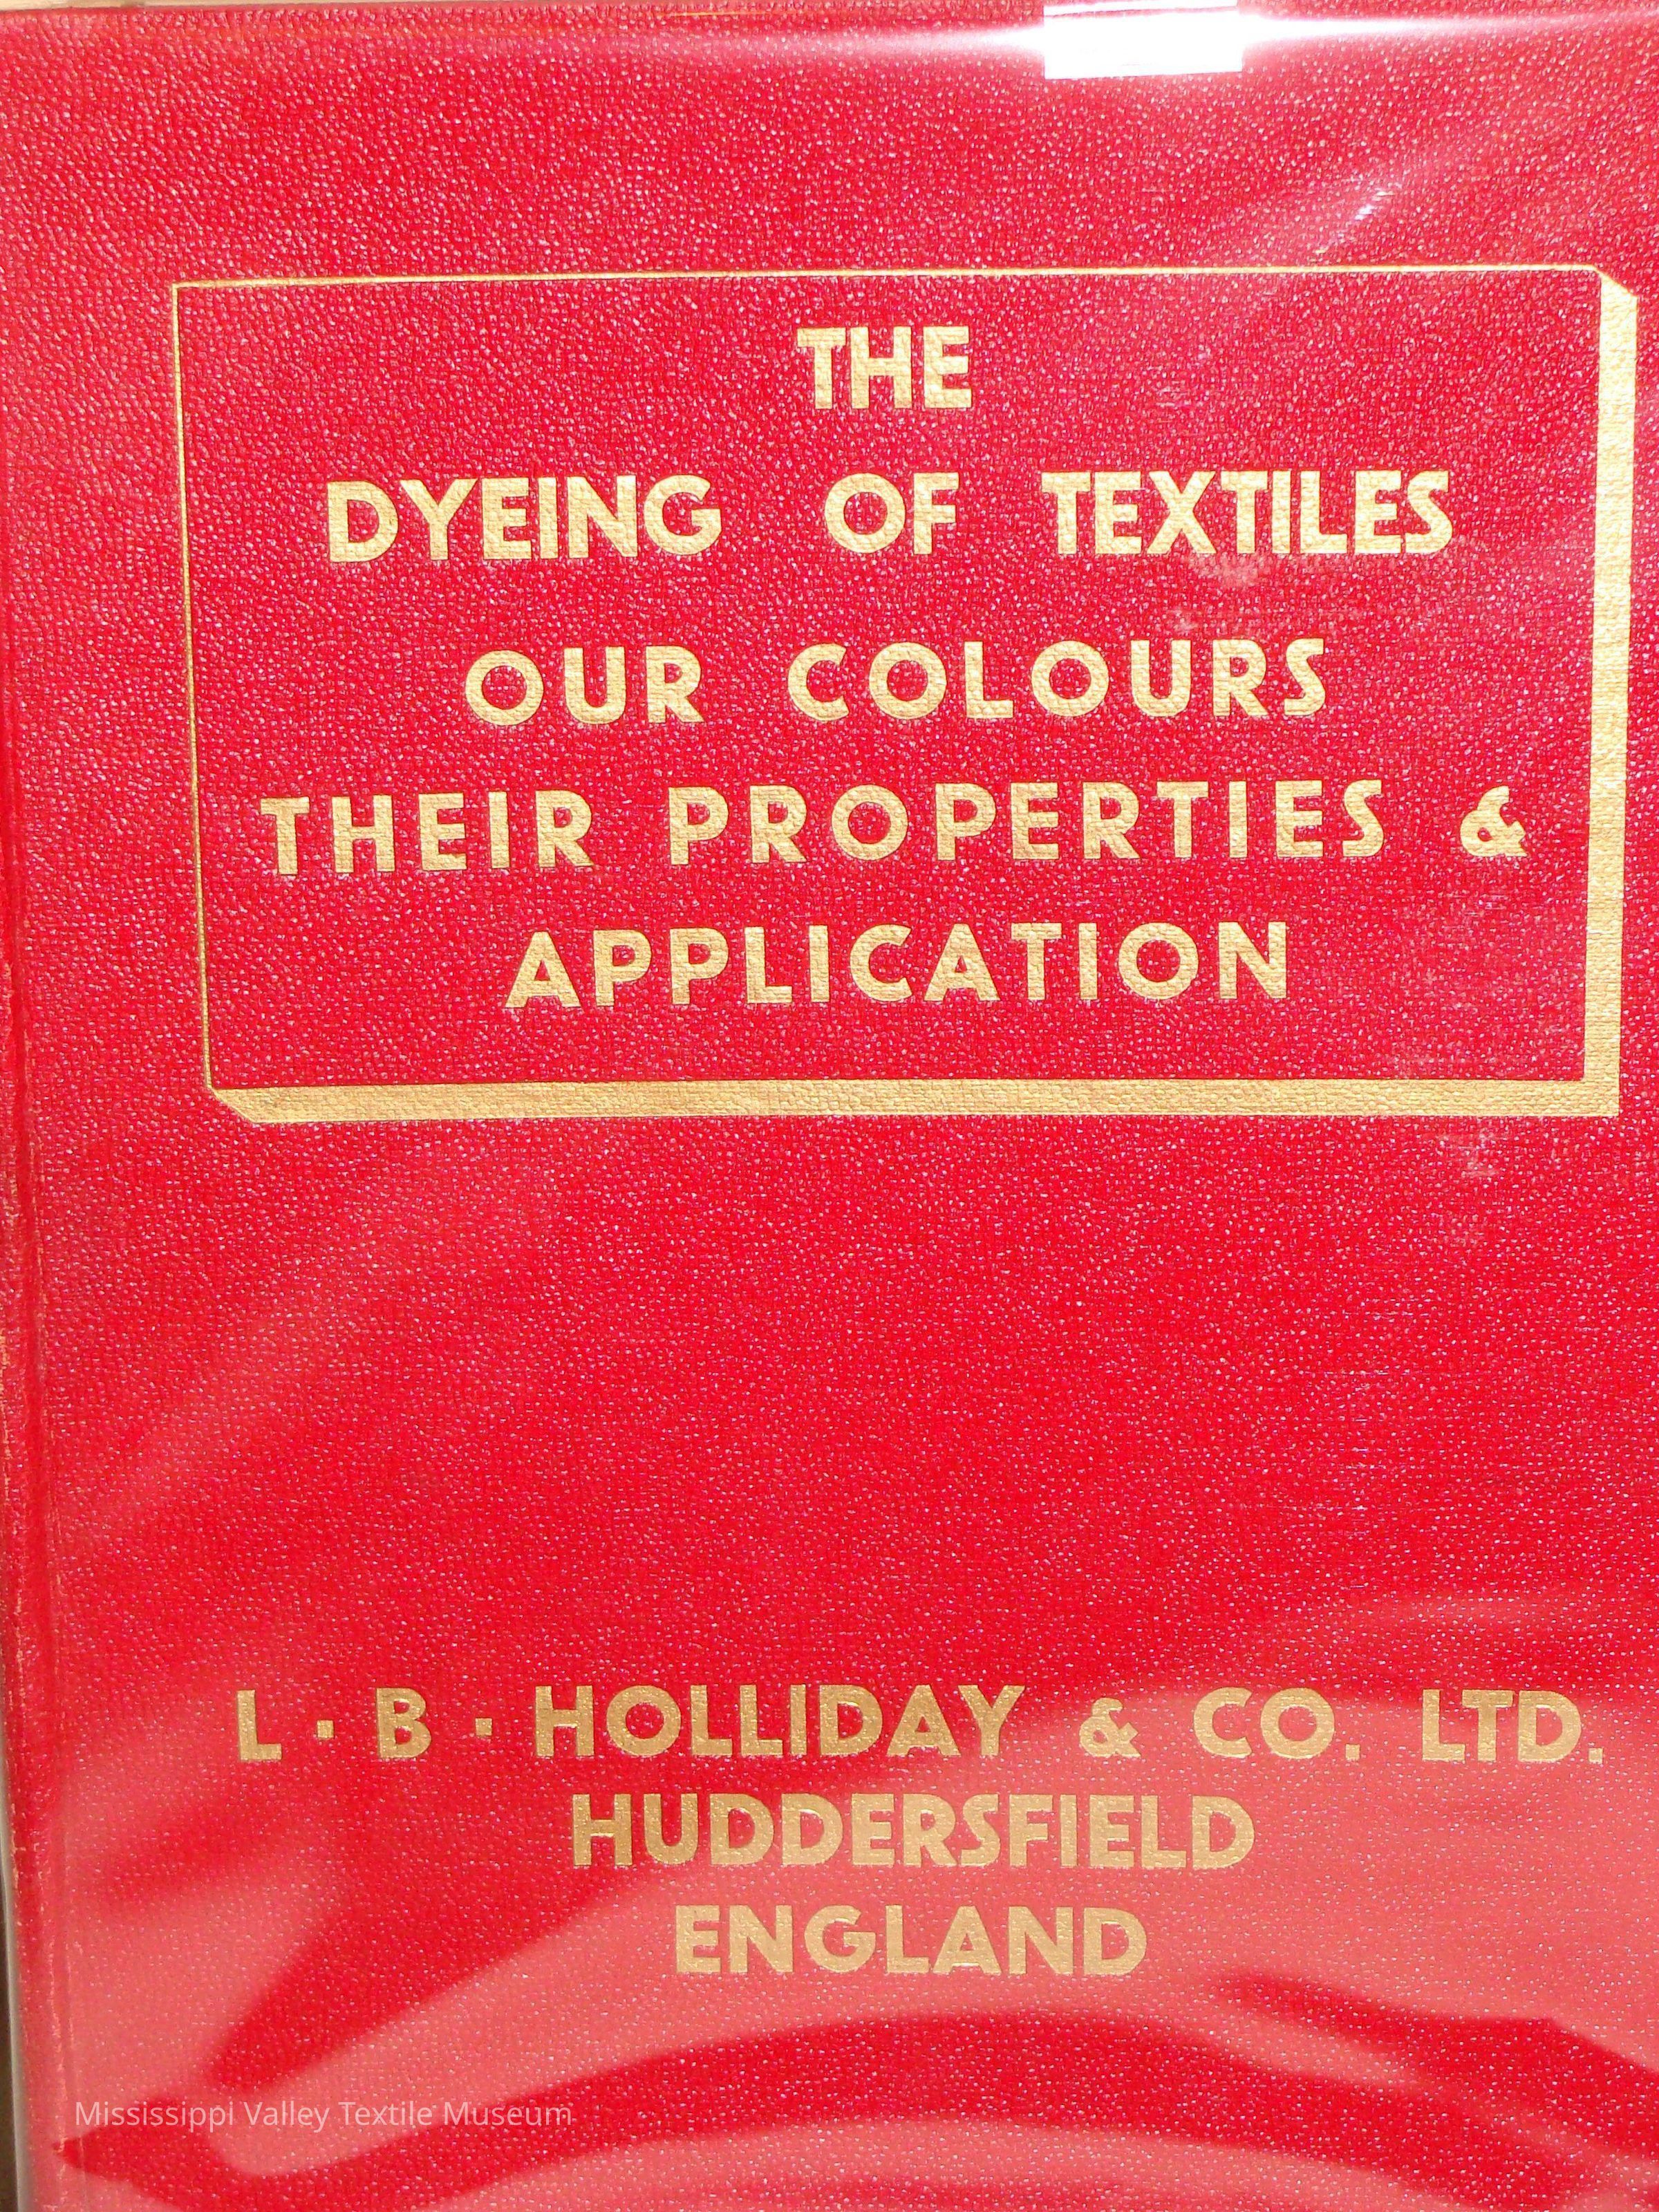 THE
DYEING OF TEXTILES
OUR COLOURS
THEIR PROPERTIES &
APPLICATION
L·B·HOLLIDAY & CO. LTD.
HUDDERSFIELD
ENGLAND
Mississippi Valley Textile Museum